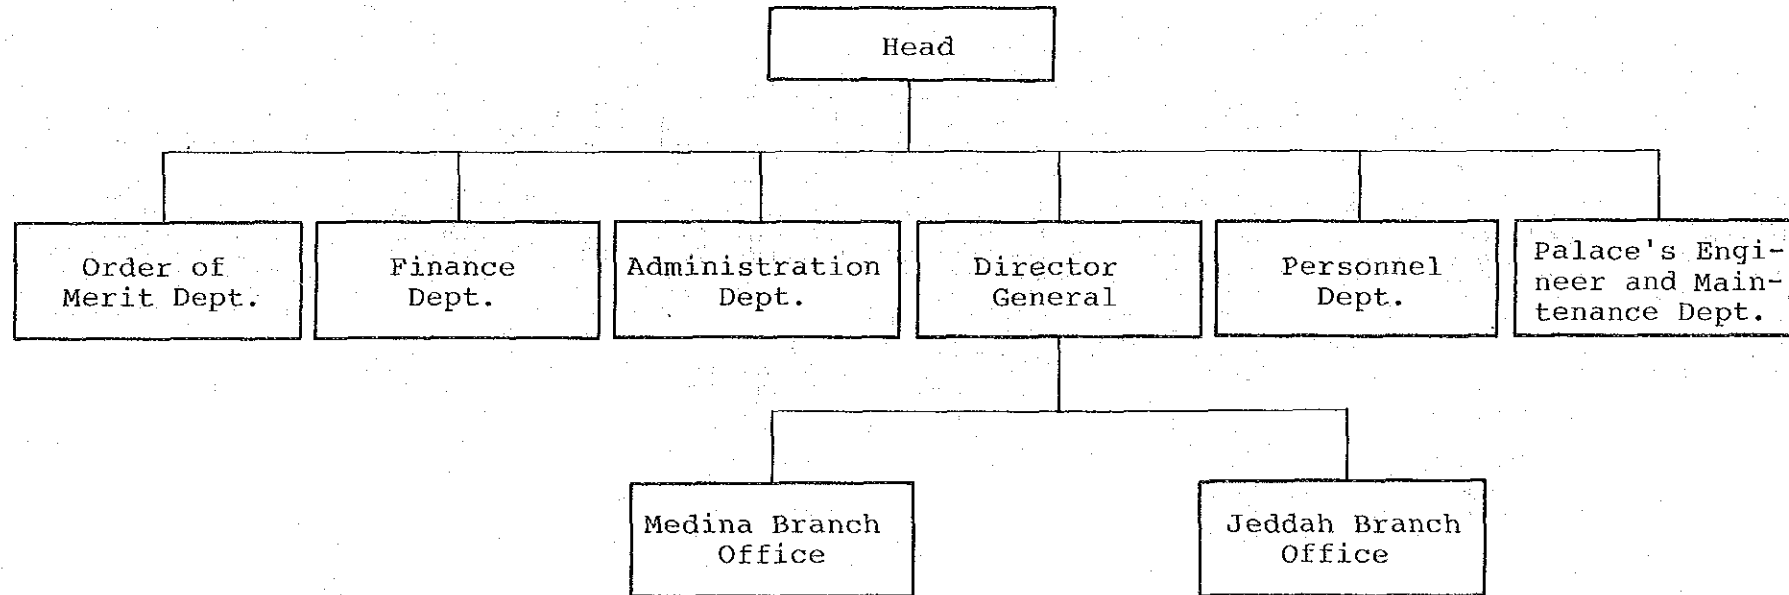 Head
Order of
Merit Dept.
Finance
Dept.
Administration
Dept.
Director
General
Personnel
Dept.
Palace's Engi-
neer and Main-
tenance Dept.
Medina Branch
Office
Jeddah Branch
Office